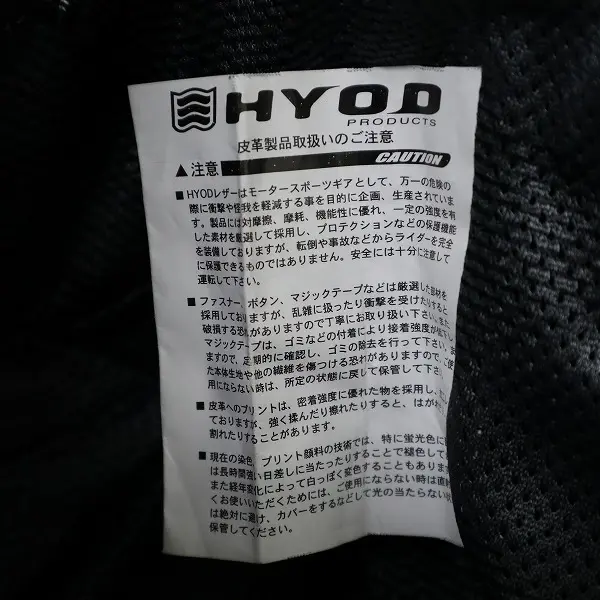 HYOD
PRODUCTS
皮革製品取扱いのご注意
▲注意 CAUTION
■ HYODレザーはモータースポーツギアとして、万一の危険の
際に衝撃や怪我を軽減する事を目的に企画、生産されていま
す。製品には対摩擦、摩耗、機能性に優れ、一定の強度を有
した素材を厳選して採用し、プロテクションなどの保護機能
を装備しておりますが、転倒や事故などからライダーを完全
に保護できるものではありません。安全には十分に注意して
運転して下さい。
■ ファスナー、ボタン、マジックテープなどは厳選した部材を
採用しておりますが、乱雑に扱ったり衝撃を受けたりすると
破損する恐れがありますので丁寧にお取り扱い下さい。また、
マジックテープは、ゴミなどの付着により接着強度が低下し
ますので、定期的に確認し、ゴミの除去を行って下さい。ま
た本体生地や他の繊維を傷つける恐れがありますので、ご使
用にならない時は、所定の状態に戻して保管して下さい。
■ 皮革へのプリントは、密着強度に優れた物を採用し
ておりますが、強く揉んだり擦れたりすると、はがれ
割れたりすることがあります。
■ 現在の染色、プリント顔料の技術では、特に蛍光色に
は長時間強い日差しに当たったりすることで褪色して
また経年変化によって白っぽく変色することもあります
くお使いいただくためには、ご使用にならない時は直射
は絶対に避け、カバーをするなどして光の当たらない
保管してください。